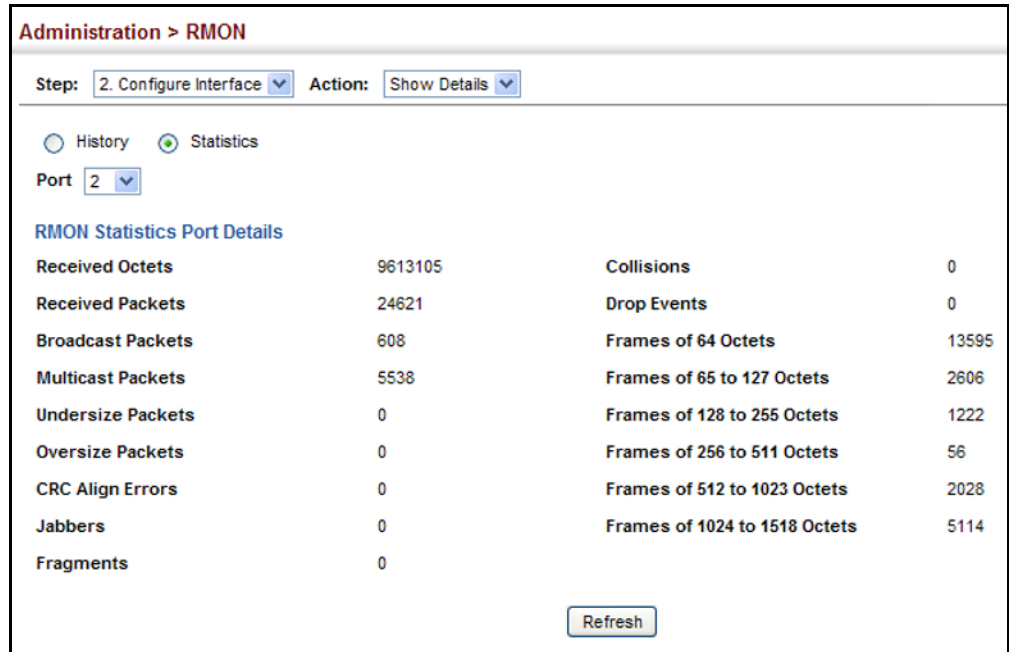 Administration > RMON
Step: 2. Configure Interface Action: Show Details
History Statistics
Port 2
RMON Statistics Port Details
Received Octets 9613105 Collisions 0
Received Packets 24621 Drop Events 0
Broadcast Packets 608 Frames of 64 Octets 13595
Multicast Packets 5538 Frames of 65 to 127 Octets 2606
Undersize Packets 0 Frames of 128 to 255 Octets 1222
Oversize Packets 0 Frames of 256 to 511 Octets 56
CRC Align Errors 0 Frames of 512 to 1023 Octets 2028
Jabbers 0 Frames of 1024 to 1518 Octets 5114
Fragments 0
Refresh